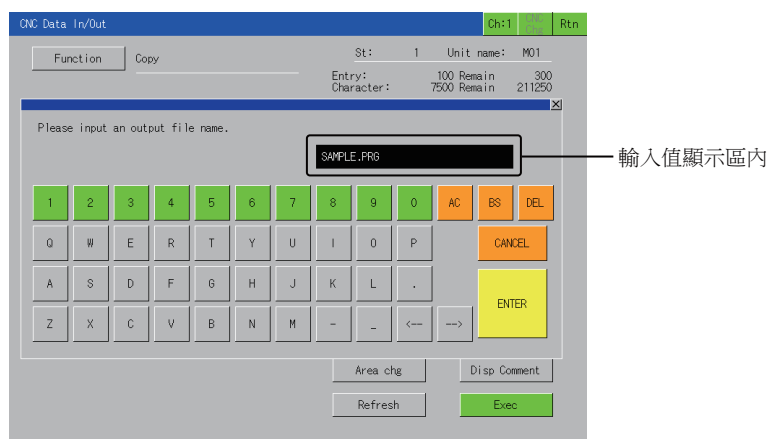 CNC Data In/Out Ch:1 CNC Chg Rtn
Function Copy St: 1 Unit name: M01
Entry: 100 Remain 300
Character: 7500 Remain 211250
Please input an output file name.
SAMPLE.PRG
輸入值顯示區內
1 2 3 4 5 6 7 8 9 0 AC BS DEL
Q W E R T Y U I O P CANCEL
A S D F G H J K L .
ENTER
Z X C V B N M - _ <-- -->
Area chg Disp Comment
Refresh Exec